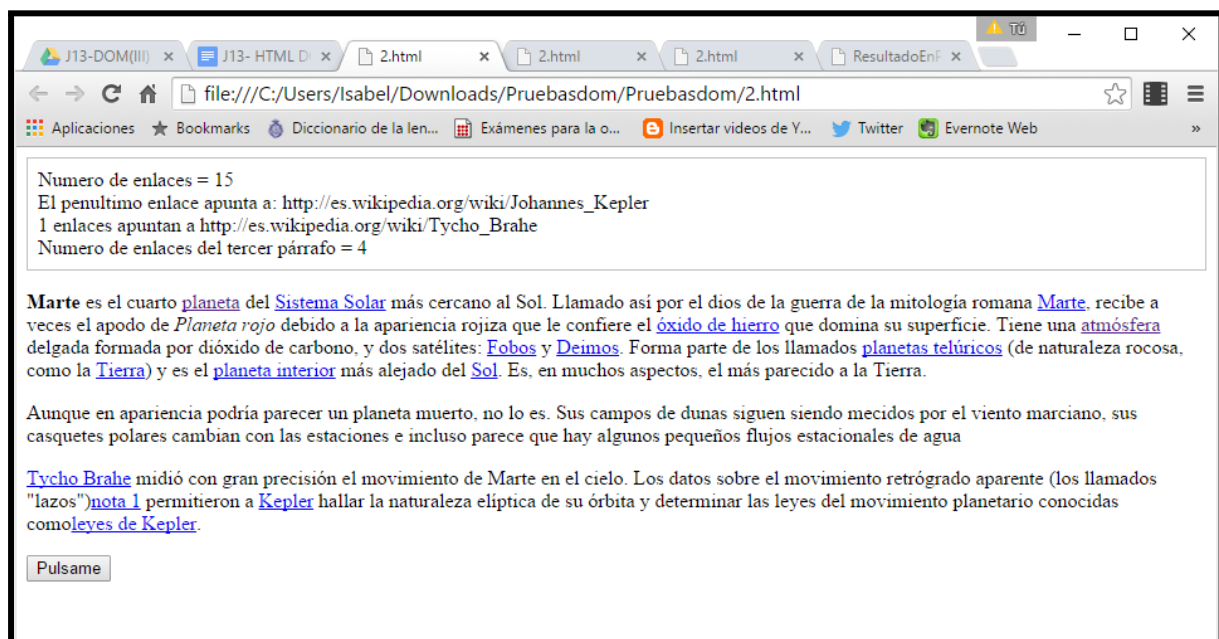 Tú
J13-DOM(III)
J13- HTML D
2.html
2.html
2.html
ResultadoEnF
file:///C:/Users/Isabel/Downloads/Pruebasdom/Pruebasdom/2.html
Aplicaciones Bookmarks Diccionario de la len... Exámenes para la o... Insertar videos de Y... Twitter Evernote Web »
Numero de enlaces = 15
El penultimo enlace apunta a: http://es.wikipedia.org/wiki/Johannes_Kepler
1 enlaces apuntan a http://es.wikipedia.org/wiki/Tycho_Brahe
Numero de enlaces del tercer párrafo = 4
Marte es el cuarto planeta del Sistema Solar más cercano al Sol. Llamado así por el dios de la guerra de la mitología romana Marte, recibe a
veces el apodo de Planeta rojo debido a la apariencia rojiza que le confiere el óxido de hierro que domina su superficie. Tiene una atmósfera
delgada formada por dióxido de carbono, y dos satélites: Fobos y Deimos. Forma parte de los llamados planetas telúricos (de naturaleza rocosa,
como la Tierra) y es el planeta interior más alejado del Sol. Es, en muchos aspectos, el más parecido a la Tierra.
Aunque en apariencia podría parecer un planeta muerto, no lo es. Sus campos de dunas siguen siendo mecidos por el viento marciano, sus
casquetes polares cambian con las estaciones e incluso parece que hay algunos pequeños flujos estacionales de agua
Tycho Brahe midió con gran precisión el movimiento de Marte en el cielo. Los datos sobre el movimiento retrógrado aparente (los llamados
"lazos")nota 1 permitieron a Kepler hallar la naturaleza elíptica de su órbita y determinar las leyes del movimiento planetario conocidas
comoleyes de Kepler.
Pulsame